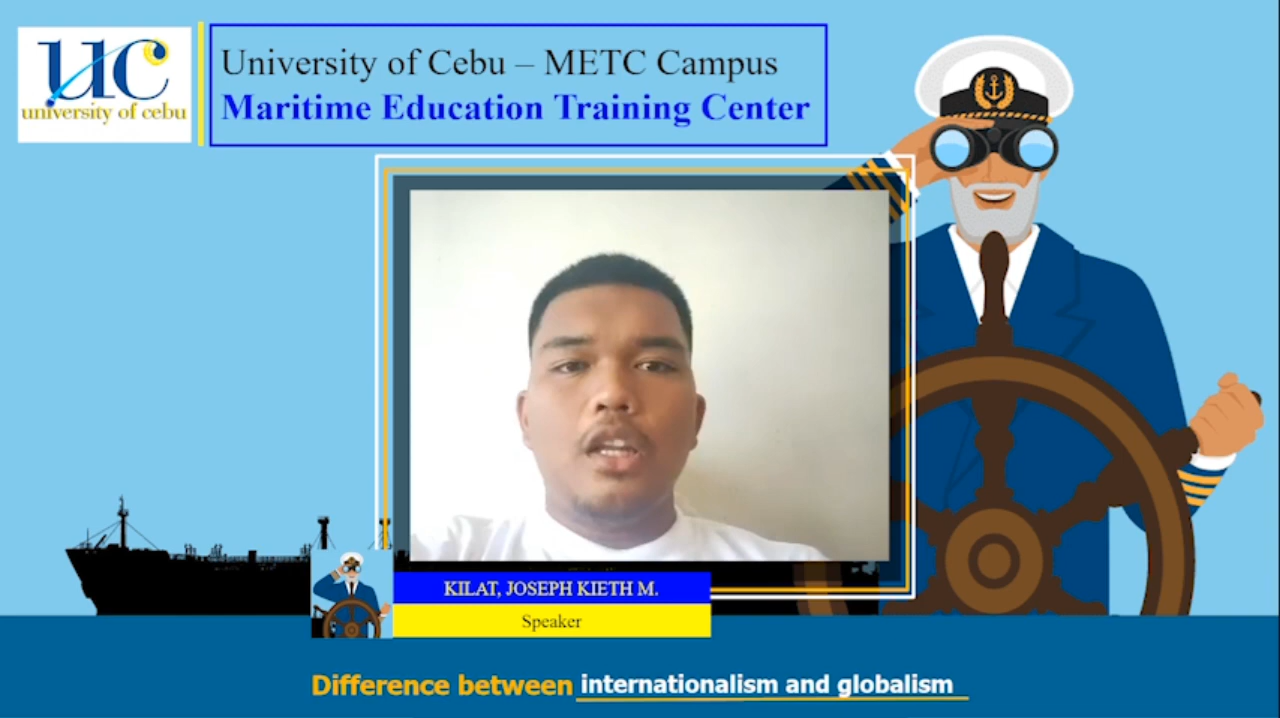 uc
university of cebu
University of Cebu – METC Campus
Maritime Education Training Center
KILAT, JOSEPH KIETH M.
Speaker
Difference between internationalism and globalism